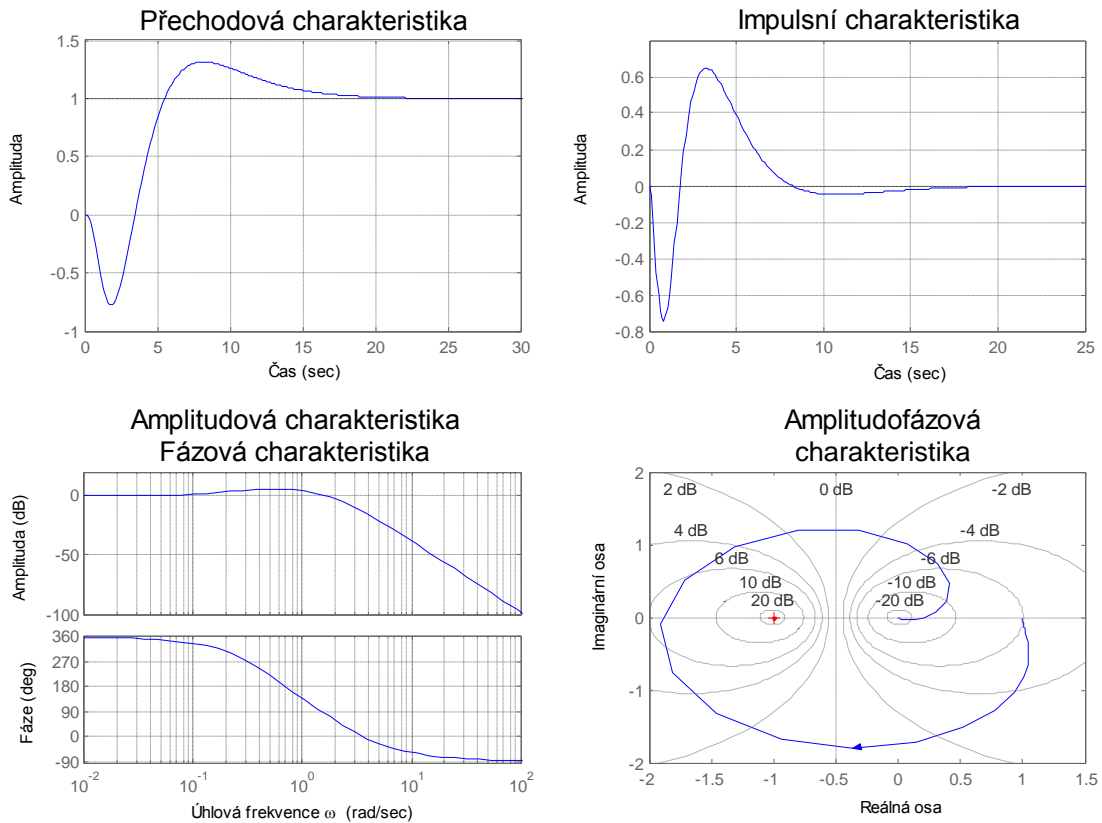 Přechodová charakteristika
1.5
1
0.5
0
-0.5
-1
Amplituda
0 5 10 15 20 25 30
Čas (sec)
Impulsní charakteristika
0.6
0.4
0.2
0
-0.2
-0.4
-0.6
-0.8
Amplituda
0 5 10 15 20 25
Čas (sec)
Amplitudová charakteristika
Fázová charakteristika
0
-50
-100
Amplituda (dB)
360
270
180
90
0
-90
Fáze (deg)
10^-2 10^-1 10^0 10^1 10^2
Úhlová frekvence ω (rad/sec)
Amplitudofázová
charakteristika
2
1
0
-1
-2
Imaginární osa
2 dB 0 dB -2 dB
4 dB -4 dB
6 dB -6 dB
10 dB -10 dB
20 dB -20 dB
-2 -1.5 -1 -0.5 0 0.5 1 1.5
Reálná osa